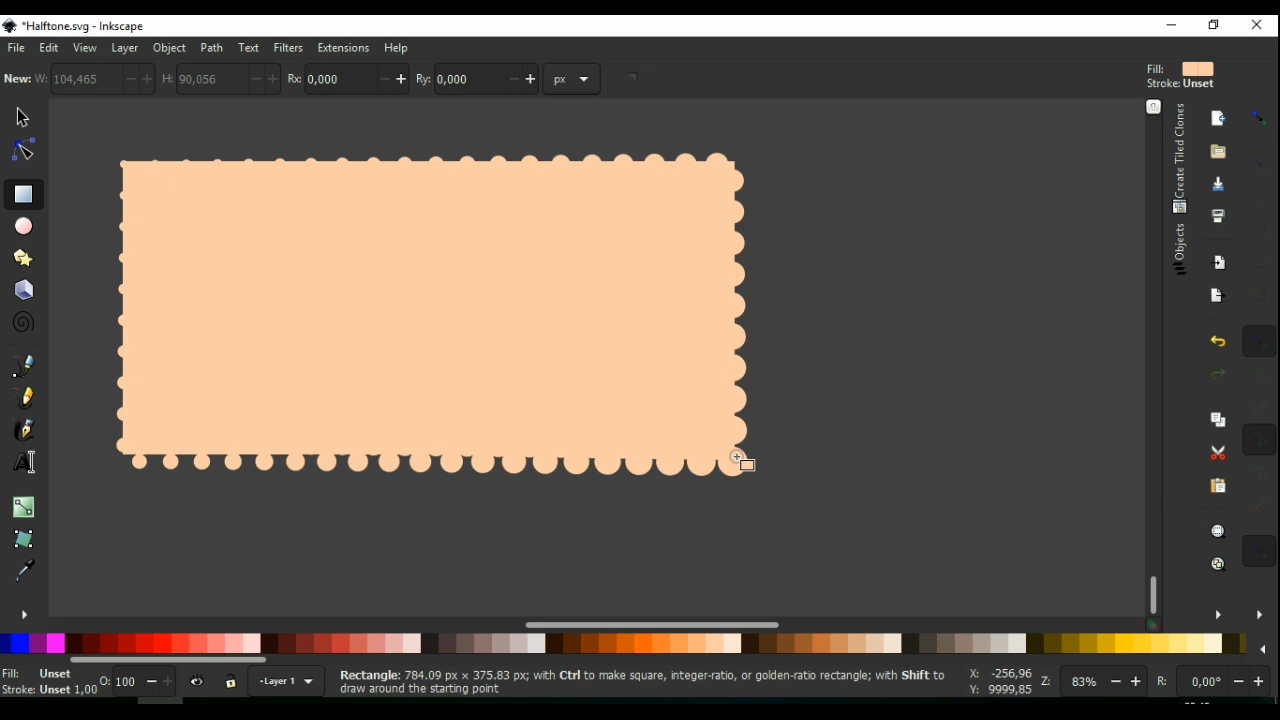 *Halftone.svg - Inkscape
File Edit View Layer Object Path Text Filters Extensions Help
New: W: 104,465 H: 90,056 Rx: 0,000 Ry: 0,000 px
Fill:
Stroke: Unset
Create Tiled Clones
Objects
Fill: Unset
Stroke: Unset 1,00
O: 100
-Layer 1
Rectangle: 784.09 px × 375.83 px; with Ctrl to make square, integer-ratio, or golden-ratio rectangle; with Shift to
draw around the starting point
X: -256,96
Y: 9999,85
Z: 83%
R: 0,00°